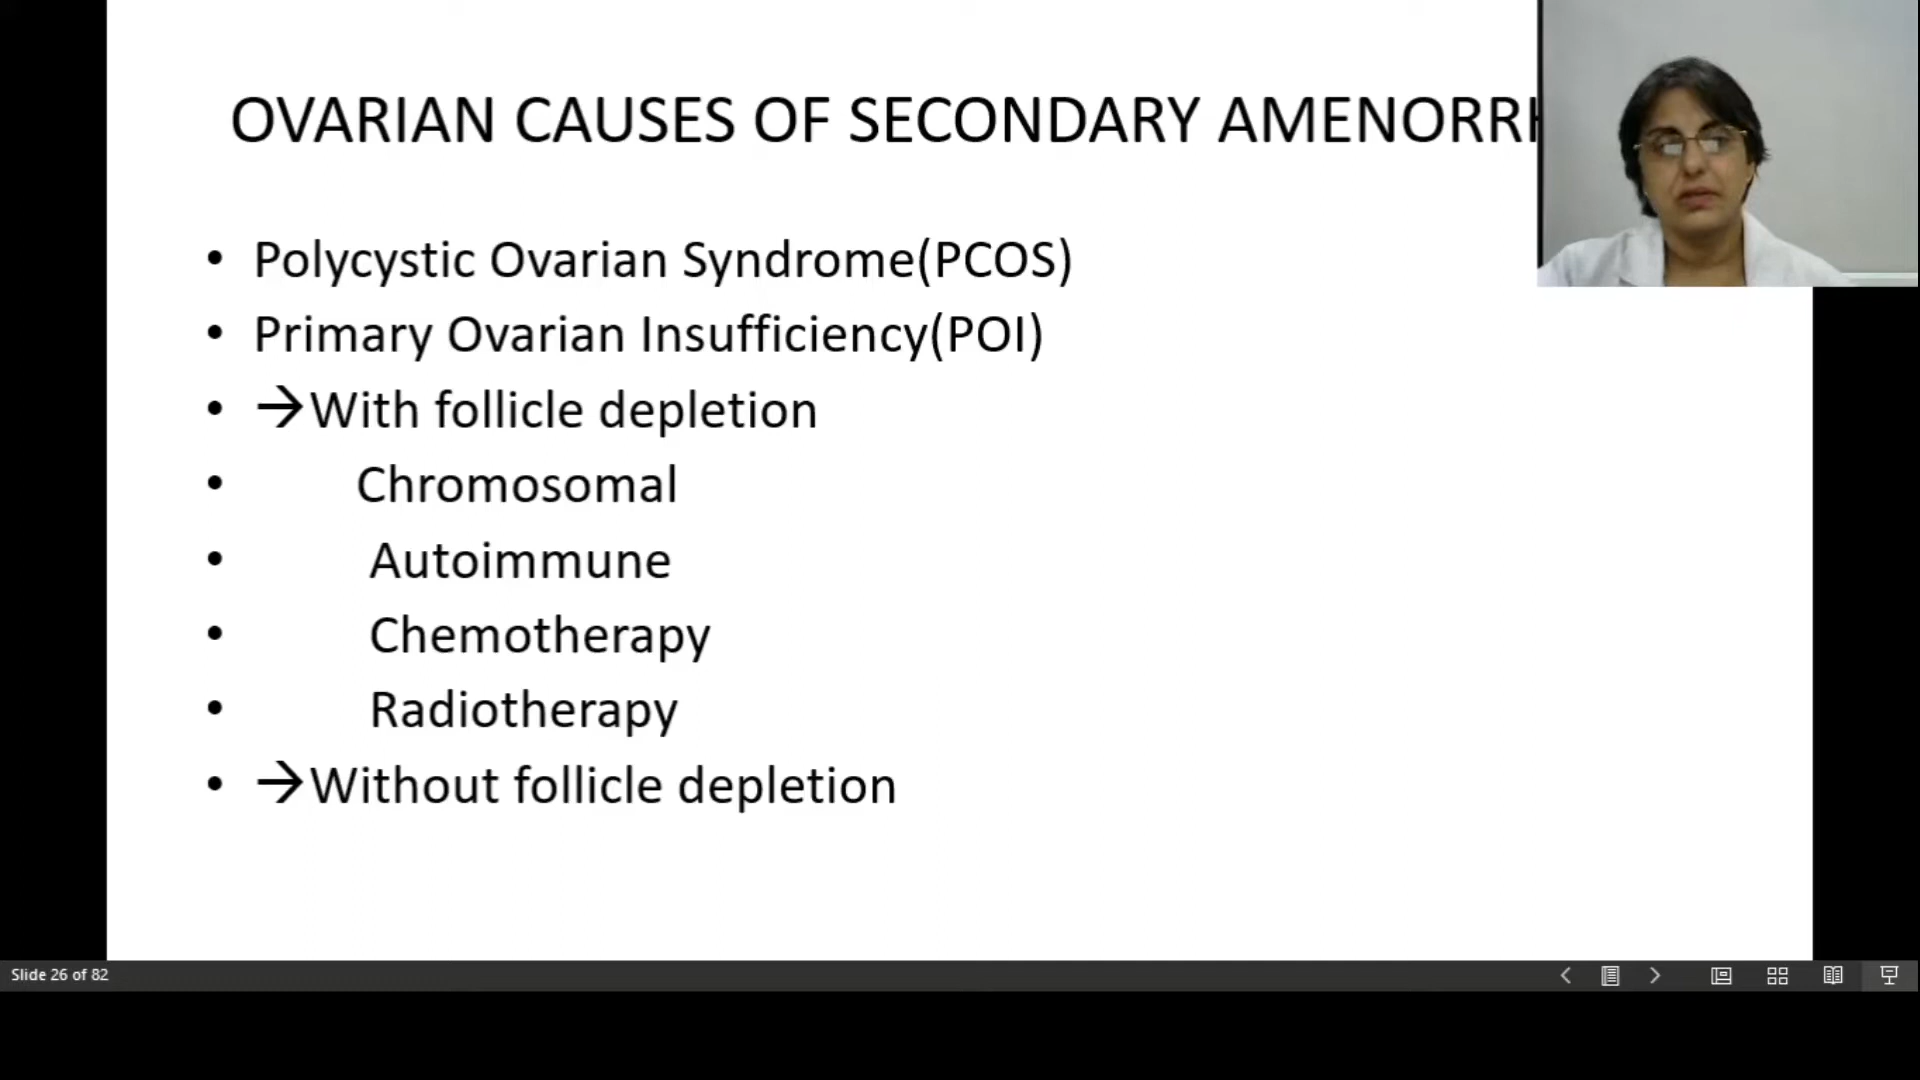 OVARIAN CAUSES OF SECONDARY
• Polycystic Ovarian Syndrome(PCOS)
• Primary Ovarian Insufficiency(POI)
• →With follicle depletion
• Chromosomal
• Autoimmune
• Chemotherapy
• Radiotherapy
• →Without follicle depletion
Slide 26 of 82